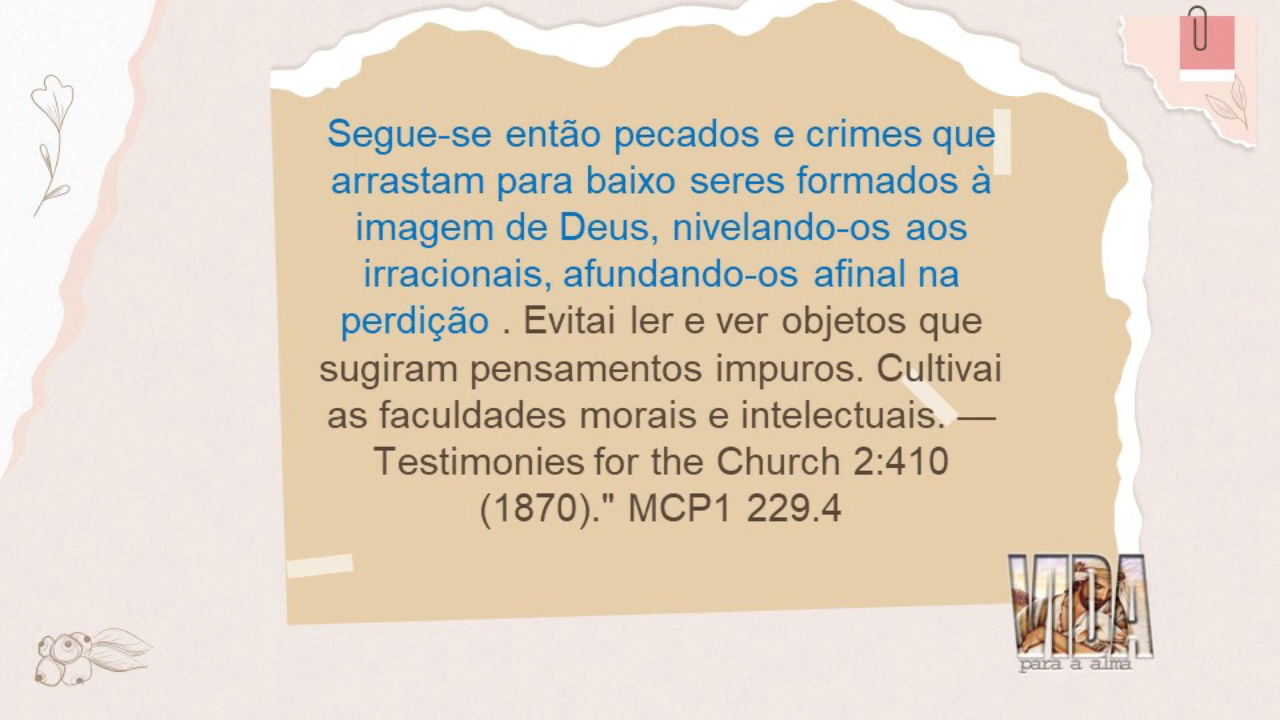 Segue-se então pecados e crimes que
arrastam para baixo seres formados à
imagem de Deus, nivelando-os aos
irracionais, afundando-os afinal na
perdição . Evitai ler e ver objetos que
sugiram pensamentos impuros. Cultivai
as faculdades morais e intelectuais. —
Testimonies for the Church 2:410
(1870)." MCP1 229.4
VIDA
para a alma